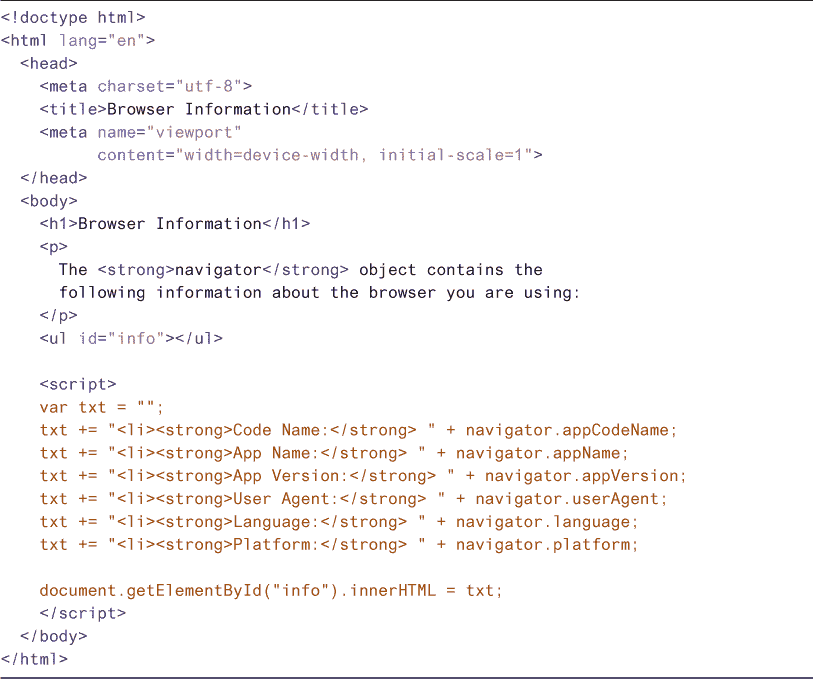 <!doctype html>
<html lang="en">
  <head>
    <meta charset="utf-8">
    <title>Browser Information</title>
    <meta name="viewport"
          content="width=device-width, initial-scale=1">
  </head>
  <body>
    <h1>Browser Information</h1>
    <p>
      The <strong>navigator</strong> object contains the
      following information about the browser you are using:
    </p>
    <ul id="info"></ul>

    <script>
    var txt = "";
    txt += "<li><strong>Code Name:</strong> " + navigator.appCodeName;
    txt += "<li><strong>App Name:</strong> " + navigator.appName;
    txt += "<li><strong>App Version:</strong> " + navigator.appVersion;
    txt += "<li><strong>User Agent:</strong> " + navigator.userAgent;
    txt += "<li><strong>Language:</strong> " + navigator.language;
    txt += "<li><strong>Platform:</strong> " + navigator.platform;

    document.getElementById("info").innerHTML = txt;
    </script>
  </body>
</html>